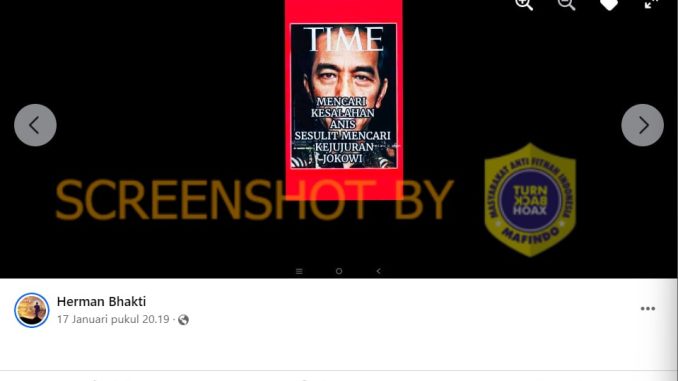 TIME
MENCARI
KESALAHAN
ANIS
SESULIT MENCARI
KEJUJURAN
JOKOWI
SCREENSHOT BY
MASYARAKAT ANTI FITNAH INDONESIA
TURN
BACK
HOAX
MAFINDO
Herman Bhakti
17 Januari pukul 20.19 ·